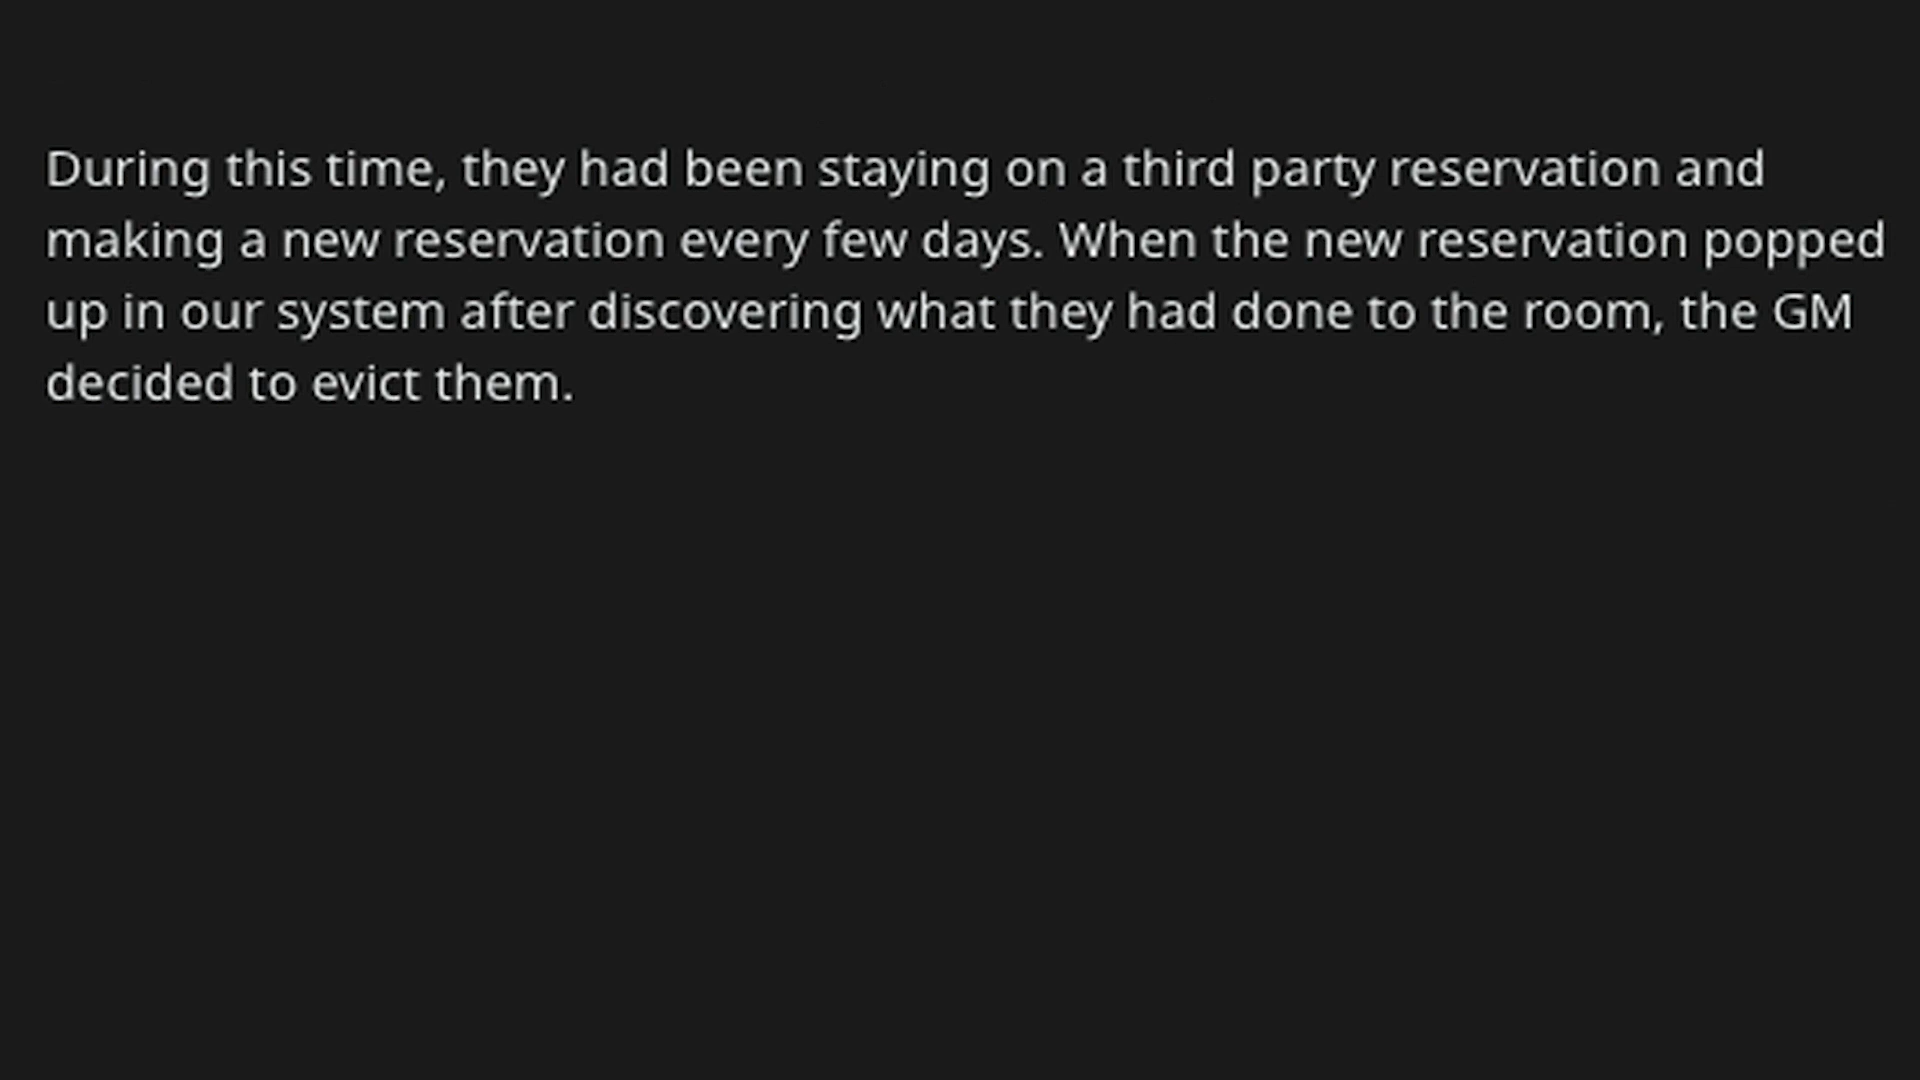 During this time, they had been staying on a third party reservation and
making a new reservation every few days. When the new reservation popped
up in our system after discovering what they had done to the room, the GM
decided to evict them.